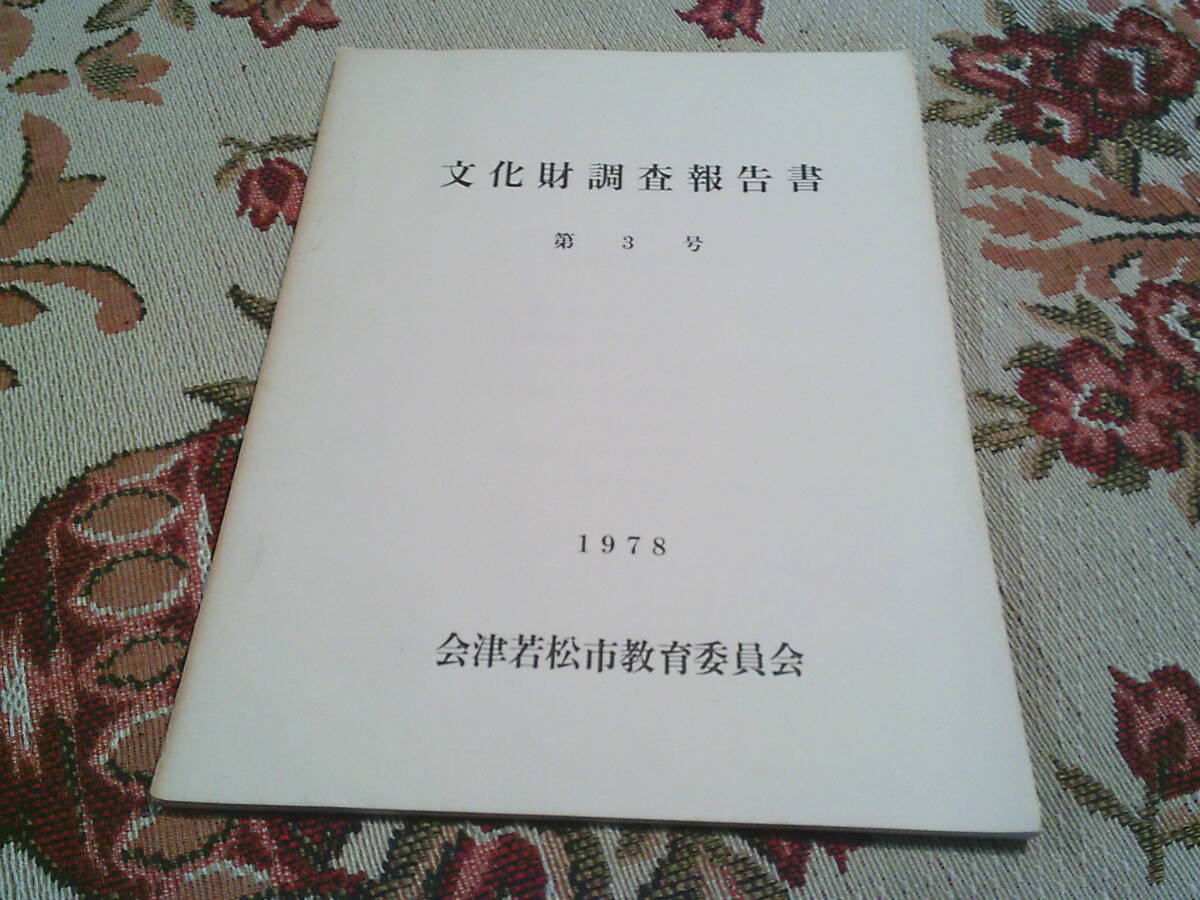 文化財調査報告書
第 3 号
1978
会津若松市教育委員会